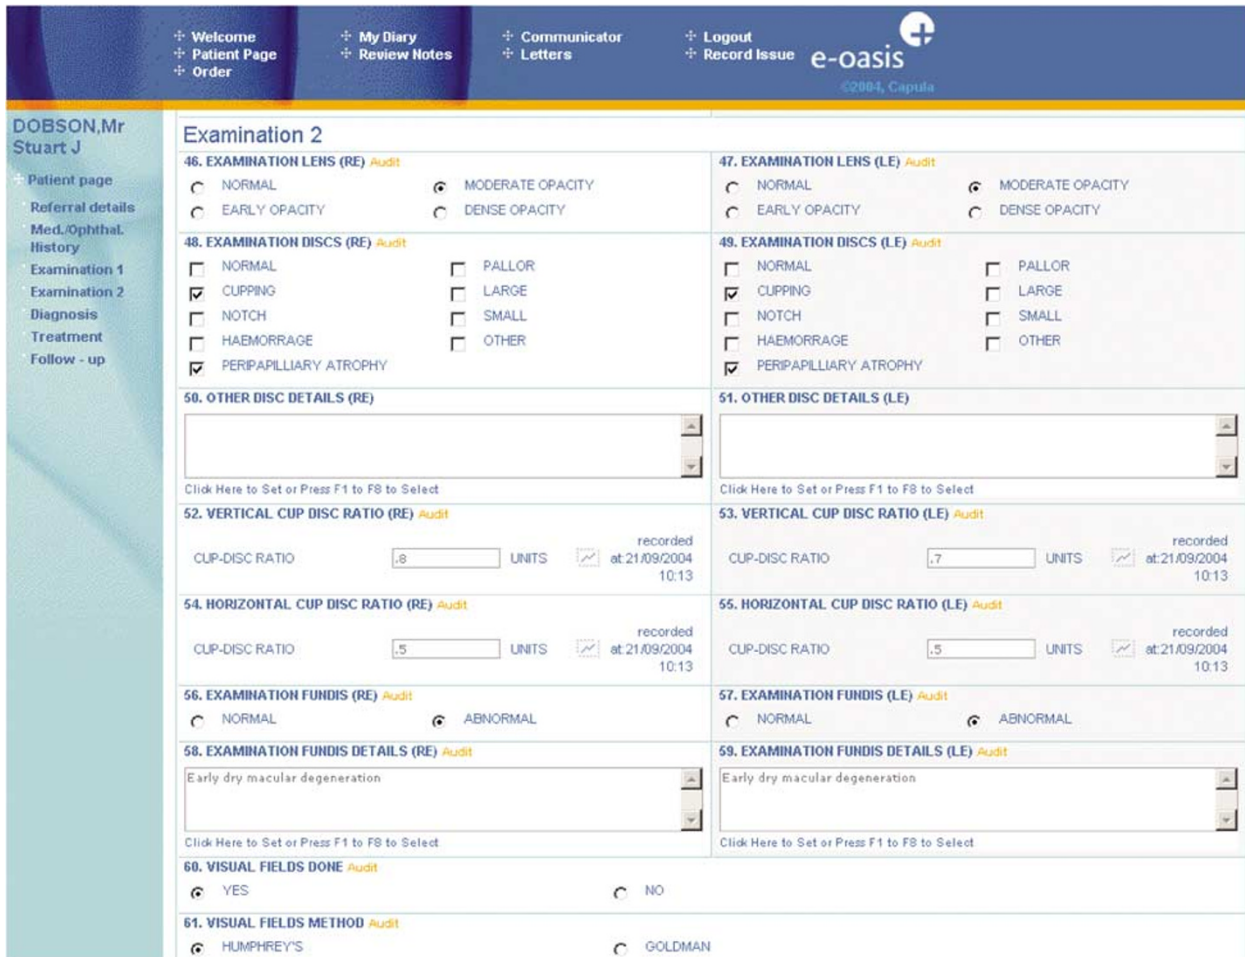 Welcome My Diary Communicator Logout
Patient Page Review Notes Letters Record Issue
Order
e-oasis
©2004, Capula
DOBSON,Mr
Stuart J
Patient page
Referral details
Med./Ophthal.
History
Examination 1
Examination 2
Diagnosis
Treatment
Follow - up
Examination 2
46. EXAMINATION LENS (RE) Audit
NORMAL MODERATE OPACITY
EARLY OPACITY DENSE OPACITY
47. EXAMINATION LENS (LE) Audit
NORMAL MODERATE OPACITY
EARLY OPACITY DENSE OPACITY
48. EXAMINATION DISCS (RE) Audit
NORMAL PALLOR
CUPPING LARGE
NOTCH SMALL
HAEMORRAGE OTHER
PERIPAPILLIARY ATROPHY
49. EXAMINATION DISCS (LE) Audit
NORMAL PALLOR
CUPPING LARGE
NOTCH SMALL
HAEMORRAGE OTHER
PERIPAPILLIARY ATROPHY
50. OTHER DISC DETAILS (RE)
Click Here to Set or Press F1 to F8 to Select
51. OTHER DISC DETAILS (LE)
Click Here to Set or Press F1 to F8 to Select
52. VERTICAL CUP DISC RATIO (RE) Audit
CUP-DISC RATIO .8 UNITS
recorded
at:21/09/2004
10:13
53. VERTICAL CUP DISC RATIO (LE) Audit
CUP-DISC RATIO .7 UNITS
recorded
at:21/09/2004
10:13
54. HORIZONTAL CUP DISC RATIO (RE) Audit
CUP-DISC RATIO .5 UNITS
recorded
at:21/09/2004
10:13
55. HORIZONTAL CUP DISC RATIO (LE) Audit
CUP-DISC RATIO .5 UNITS
recorded
at:21/09/2004
10:13
56. EXAMINATION FUNDIS (RE) Audit
NORMAL ABNORMAL
57. EXAMINATION FUNDIS (LE) Audit
NORMAL ABNORMAL
58. EXAMINATION FUNDIS DETAILS (RE) Audit
Early dry macular degeneration
Click Here to Set or Press F1 to F8 to Select
59. EXAMINATION FUNDIS DETAILS (LE) Audit
Early dry macular degeneration
Click Here to Set or Press F1 to F8 to Select
60. VISUAL FIELDS DONE Audit
YES NO
61. VISUAL FIELDS METHOD Audit
HUMPHREY'S GOLDMAN